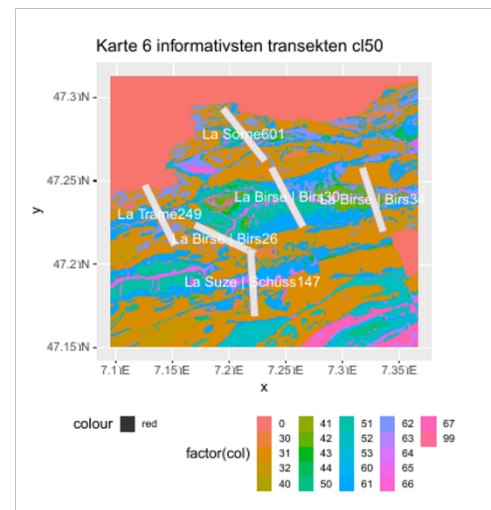 Karte 6 informativsten transekten cl50
y
47.3°N
47.25°N
47.2°N
47.15°N
La Sorne601
La Birse | Birs30
La Birse | Birs31
La Trame249
La Birse | Birs26
La Suze | Schüss147
7.1°E 7.15°E 7.2°E 7.25°E 7.3°E 7.35°E
x
colour red
factor(col)
0 41 51 62 67
30 42 52 63 99
31 43 53 64
32 44 60 65
40 50 61 66